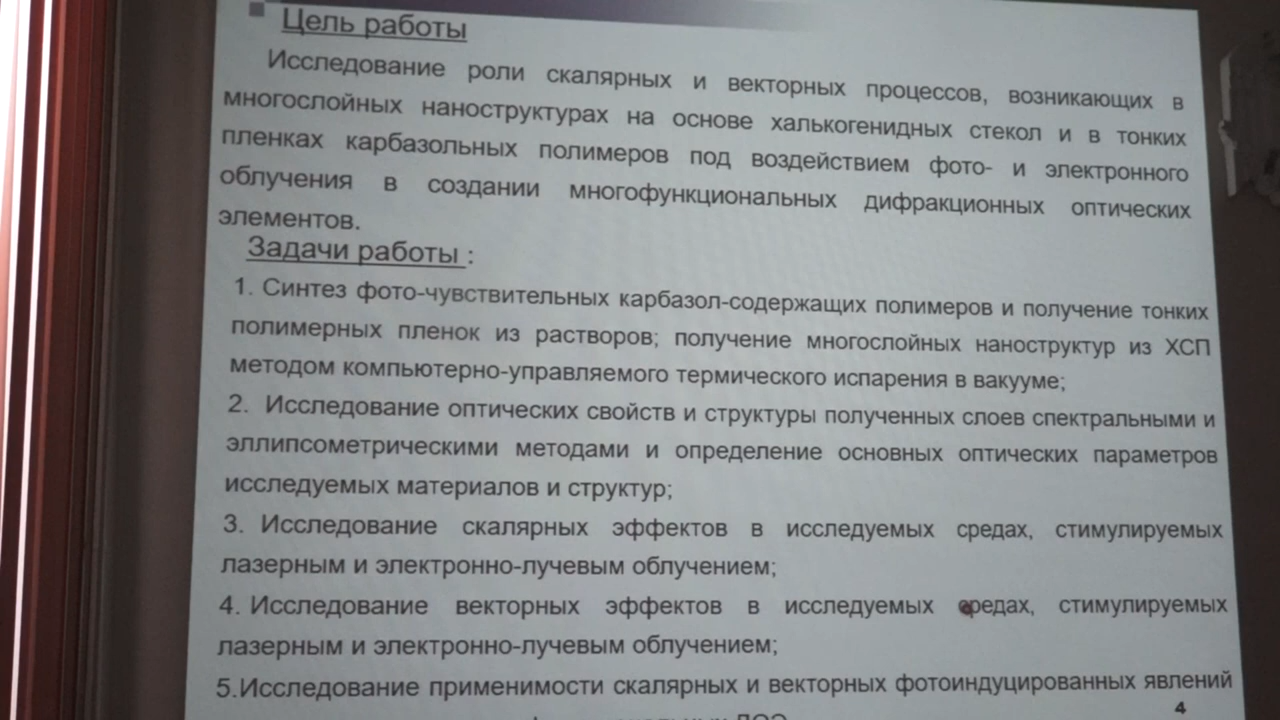 Цель работы
Исследование роли скалярных и векторных процессов, возникающих в
многослойных наноструктурах на основе халькогенидных стекол и в тонких
пленках карбазольных полимеров под воздействием фото- и электронного
облучения в создании многофункциональных дифракционных оптических
элементов.
Задачи работы :
1. Синтез фото-чувствительных карбазол-содержащих полимеров и получение тонких
полимерных пленок из растворов; получение многослойных наноструктур из ХСП
методом компьютерно-управляемого термического испарения в вакууме;
2. Исследование оптических свойств и структуры полученных слоев спектральными и
эллипсометрическими методами и определение основных оптических параметров
исследуемых материалов и структур;
3. Исследование скалярных эффектов в исследуемых средах, стимулируемых
лазерным и электронно-лучевым облучением;
4. Исследование векторных эффектов в исследуемых средах, стимулируемых
лазерным и электронно-лучевым облучением;
5.Исследование применимости скалярных и векторных фотоиндуцированных явлений
4